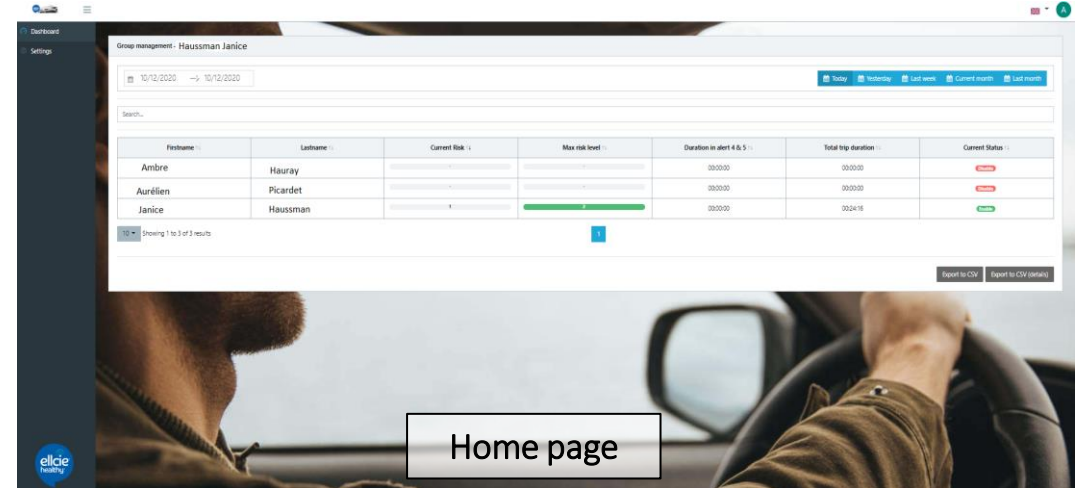 A
Dashboard
Settings
Group management - Haussman Janice
10/12/2020 --> 10/12/2020
Today Yesterday Last week Current month Last month
Search...
Firstname Lastname Current Risk Max risk level Duration in alert 4 & 5 Total trip duration Current Status
Ambre Hauray - - 00:00:00 00:00:00
Aurélien Picardet - - 00:00:00 00:00:00
Janice Haussman 1 00:00:00 00:24:16
10 Showing 1 to 3 of 3 results 1
Export to CSV Export to CSV (details)
Home page
ellcie
healthy